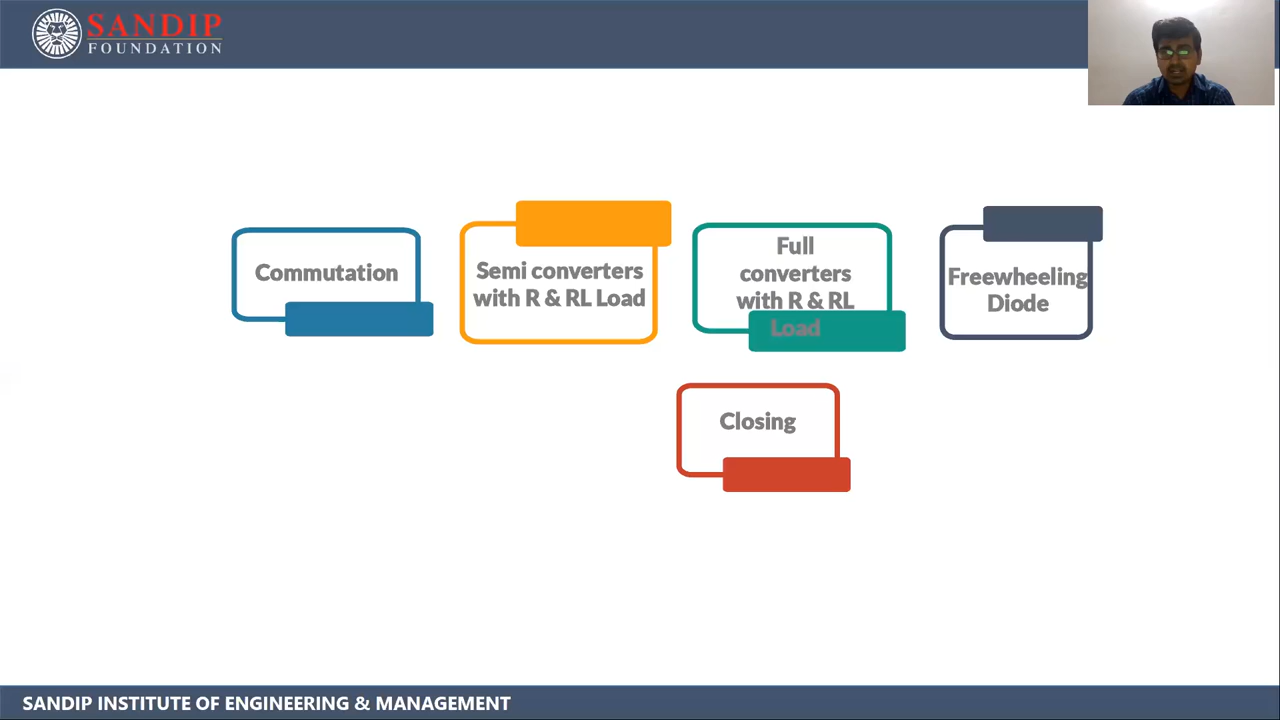 SANDIP
FOUNDATION
Commutation
Semi converters
with R & RL Load
Full
converters
with R & RL
Load
Freewheeling
Diode
Closing
SANDIP INSTITUTE OF ENGINEERING & MANAGEMENT